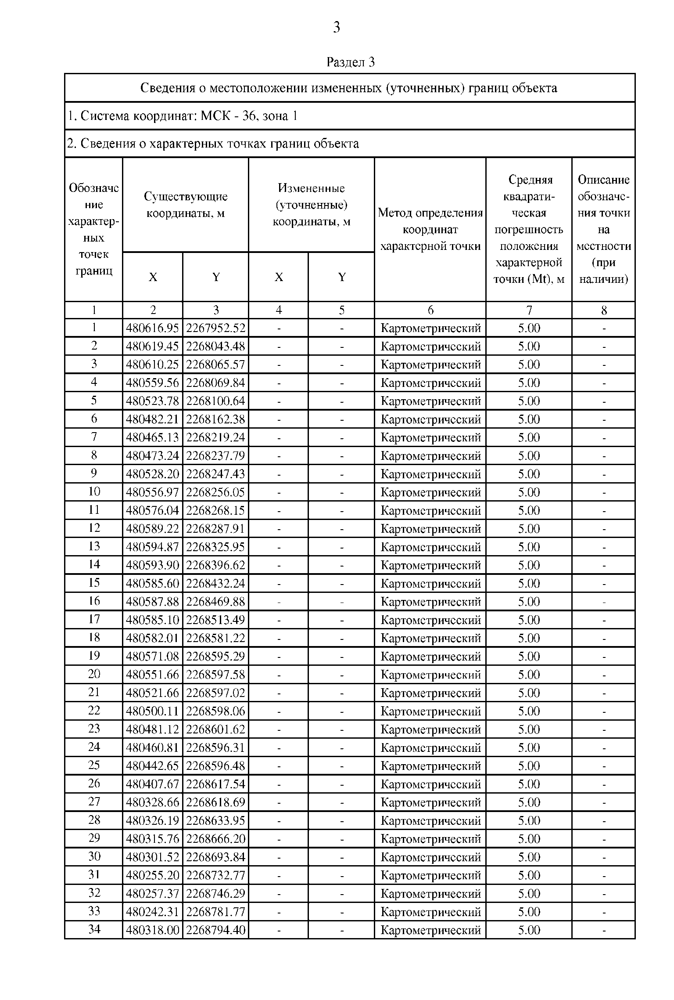 3
Раздел 3
Сведения о местоположении измененных (уточненных) границ объекта
1. Система координат: МСК - 36, зона 1
2. Сведения о характерных точках границ объекта
Обозначе
ние
характер-
ных
точек
границ
Существующие
координаты, м
Измененные
(уточненные)
координаты, м
Метод определения
координат
характерной точки
Средняя
квадрати-
ческая
погрешность
положения
характерной
точки (Mt), м
Описание
обозначе-
ния точки
на
местности
(при
наличии)
X Y X Y
1 2 3 4 5 6 7 8
1 480616.95 2267952.52 - - Картометрический 5.00 -
2 480619.45 2268043.48 - - Картометрический 5.00 -
3 480610.25 2268065.57 - - Картометрический 5.00 -
4 480559.56 2268069.84 - - Картометрический 5.00 -
5 480523.78 2268100.64 - - Картометрический 5.00 -
6 480482.21 2268162.38 - - Картометрический 5.00 -
7 480465.13 2268219.24 - - Картометрический 5.00 -
8 480473.24 2268237.79 - - Картометрический 5.00 -
9 480528.20 2268247.43 - - Картометрический 5.00 -
10 480556.97 2268256.05 - - Картометрический 5.00 -
11 480576.04 2268268.15 - - Картометрический 5.00 -
12 480589.22 2268287.91 - - Картометрический 5.00 -
13 480594.87 2268325.95 - - Картометрический 5.00 -
14 480593.90 2268396.62 - - Картометрический 5.00 -
15 480585.60 2268432.24 - - Картометрический 5.00 -
16 480587.88 2268469.88 - - Картометрический 5.00 -
17 480585.10 2268513.49 - - Картометрический 5.00 -
18 480582.01 2268581.22 - - Картометрический 5.00 -
19 480571.08 2268595.29 - - Картометрический 5.00 -
20 480551.66 2268597.58 - - Картометрический 5.00 -
21 480521.66 2268597.02 - - Картометрический 5.00 -
22 480500.11 2268598.06 - - Картометрический 5.00 -
23 480481.12 2268601.62 - - Картометрический 5.00 -
24 480460.81 2268596.31 - - Картометрический 5.00 -
25 480442.65 2268596.48 - - Картометрический 5.00 -
26 480407.67 2268617.54 - - Картометрический 5.00 -
27 480328.66 2268618.69 - - Картометрический 5.00 -
28 480326.19 2268633.95 - - Картометрический 5.00 -
29 480315.76 2268666.20 - - Картометрический 5.00 -
30 480301.52 2268693.84 - - Картометрический 5.00 -
31 480255.20 2268732.77 - - Картометрический 5.00 -
32 480257.37 2268746.29 - - Картометрический 5.00 -
33 480242.31 2268781.77 - - Картометрический 5.00 -
34 480318.00 2268794.40 - - Картометрический 5.00 -